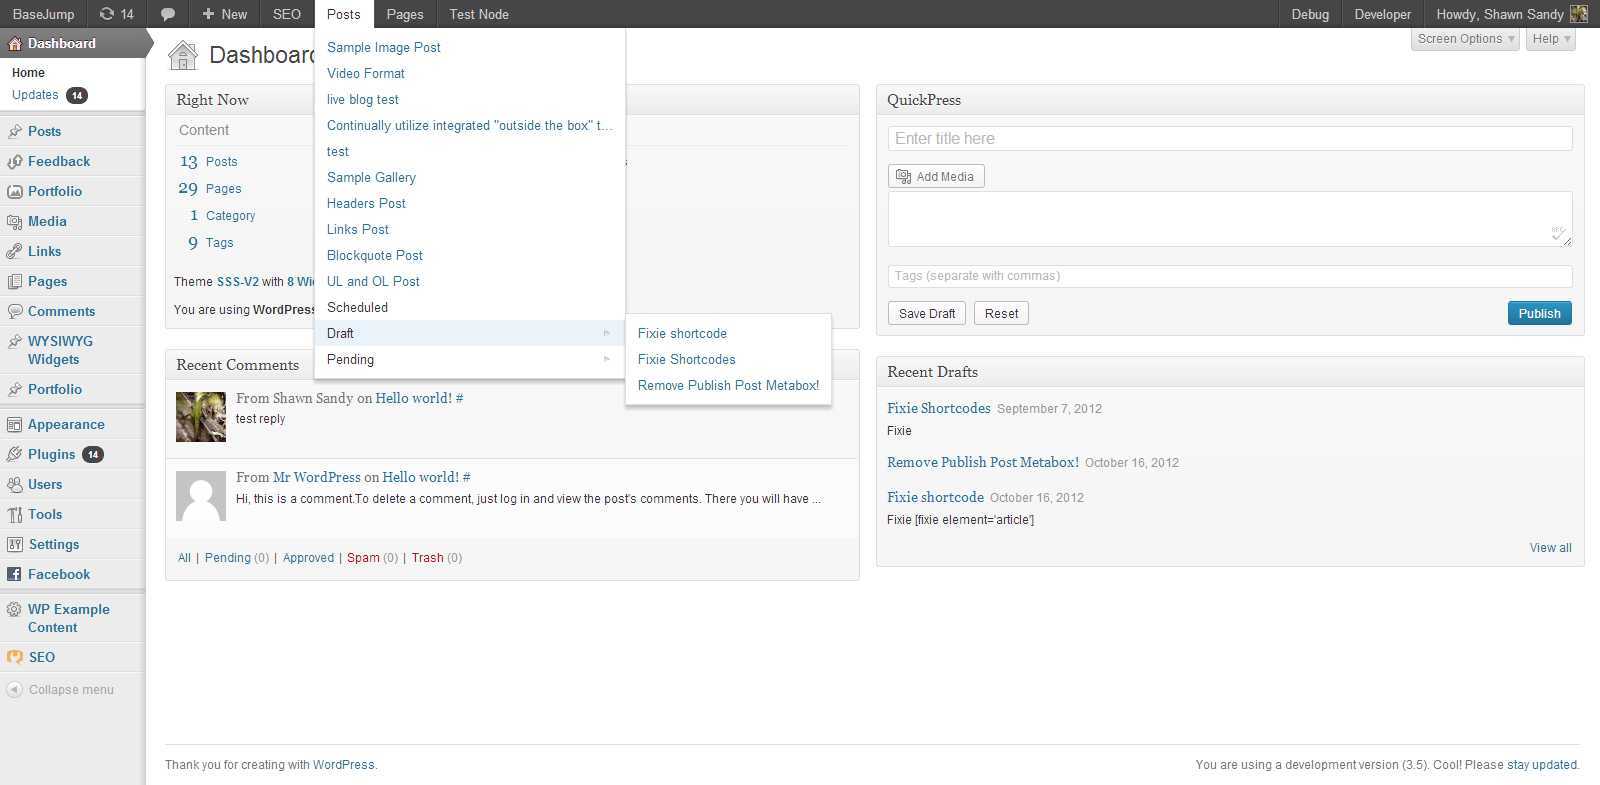 BaseJump 14 New SEO Posts Pages Test Node Debug Developer Howdy, Shawn Sandy
Dashboard
Home
Updates 14
Posts
Feedback
Portfolio
Media
Links
Pages
Comments
WYSIWYG
Widgets
Portfolio
Appearance
Plugins 14
Users
Tools
Settings
Facebook
WP Example
Content
SEO
Collapse menu
Screen Options Help
Dashboard
Right Now
Content
13 Posts
29 Pages
1 Category
9 Tags
Theme SSS-V2 with 8 Wi
You are using WordPress
Sample Image Post
Video Format
live blog test
Continually utilize integrated "outside the box" t...
test
Sample Gallery
Headers Post
Links Post
Blockquote Post
UL and OL Post
Scheduled
Draft
Pending
Fixie shortcode
Fixie Shortcodes
Remove Publish Post Metabox!
Recent Comments
From Shawn Sandy on Hello world! #
test reply
From Mr WordPress on Hello world! #
Hi, this is a comment.To delete a comment, just log in and view the post's comments. There you will have ...
All | Pending (0) | Approved | Spam (0) | Trash (0)
QuickPress
Enter title here
Add Media
Tags (separate with commas)
Save Draft Reset Publish
Recent Drafts
Fixie Shortcodes September 7, 2012
Fixie
Remove Publish Post Metabox! October 16, 2012
Fixie shortcode October 16, 2012
Fixie [fixie element='article']
View all
Thank you for creating with WordPress.
You are using a development version (3.5). Cool! Please stay updated.